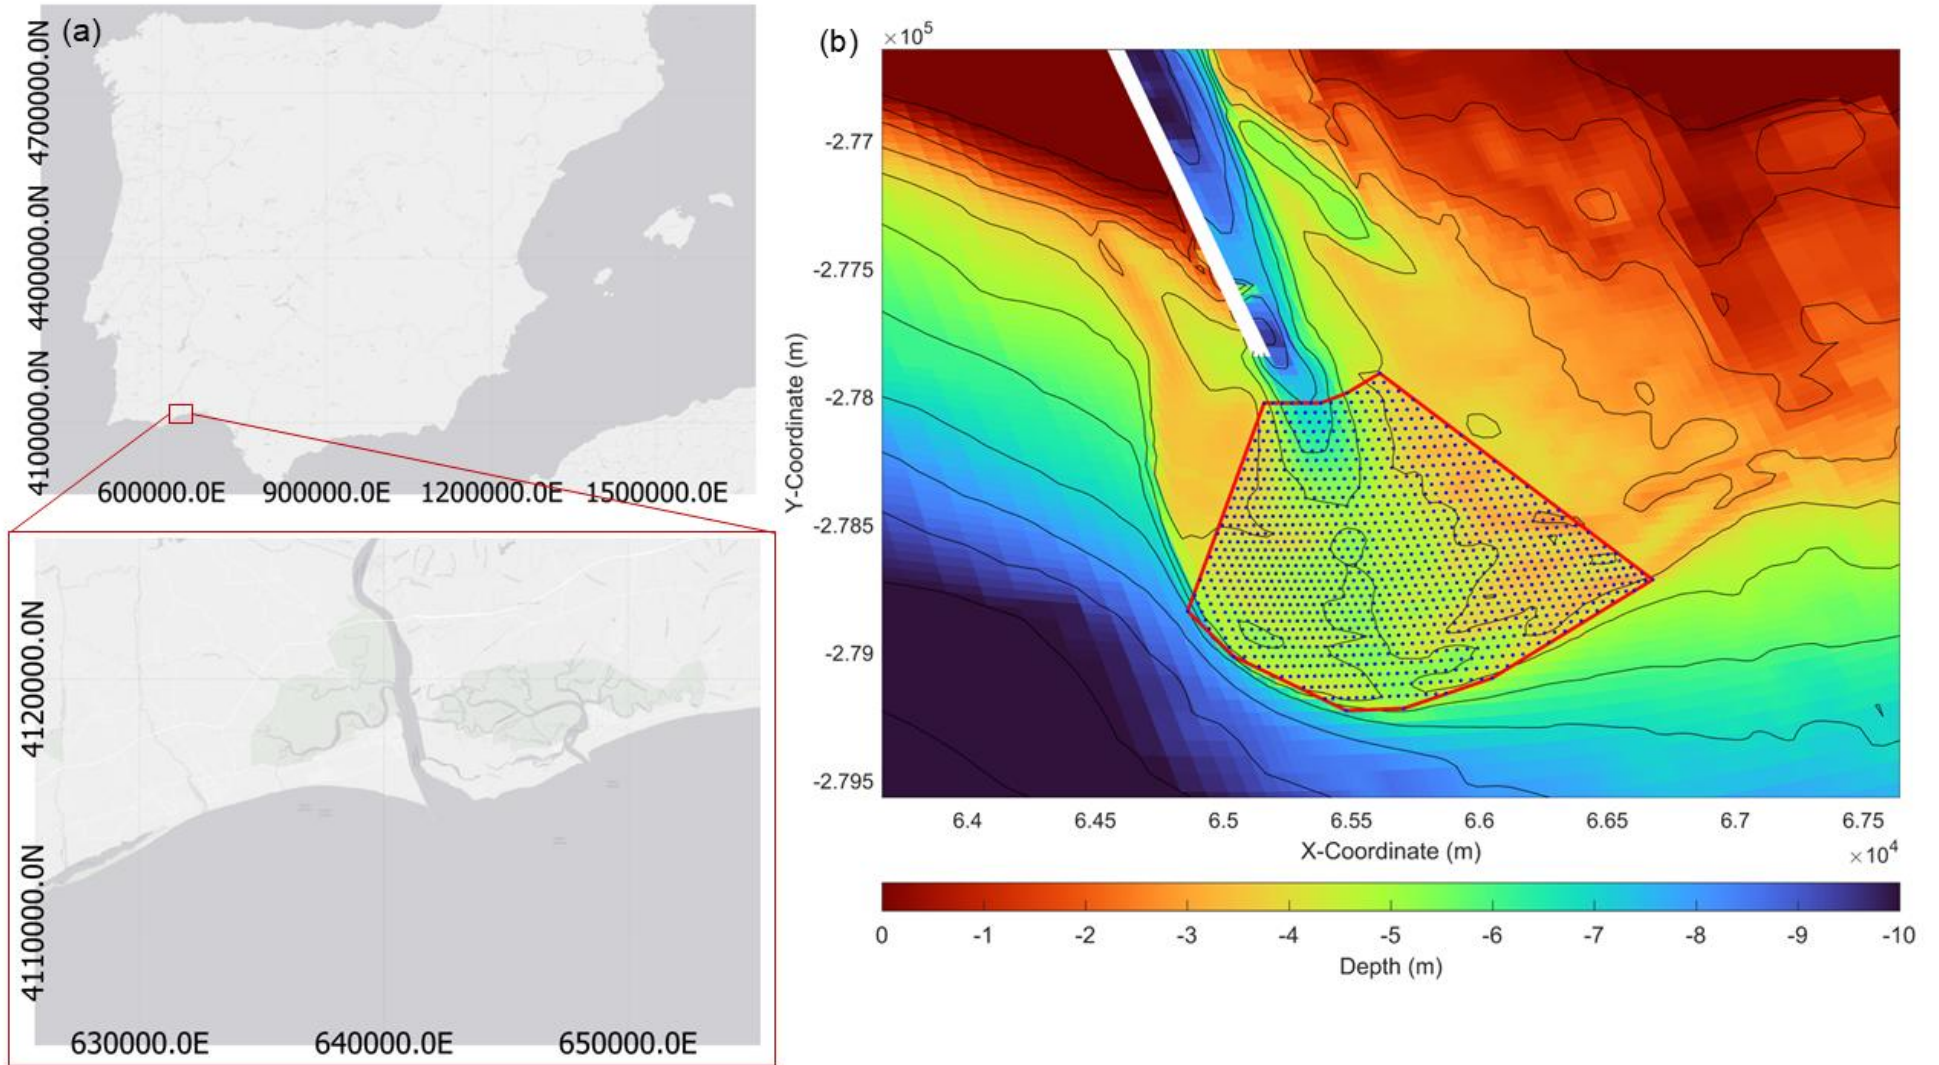 (a)
4700000.0N
4400000.0N
4100000.0N
600000.0E 900000.0E 1200000.0E 1500000.0E
4120000.0N
4110000.0N
630000.0E 640000.0E 650000.0E
(b)
×10⁵
-2.77
-2.775
-2.78
-2.785
-2.79
-2.795
Y-Coordinate (m)
6.4 6.45 6.5 6.55 6.6 6.65 6.7 6.75
X-Coordinate (m)
×10⁴
0 -1 -2 -3 -4 -5 -6 -7 -8 -9 -10
Depth (m)